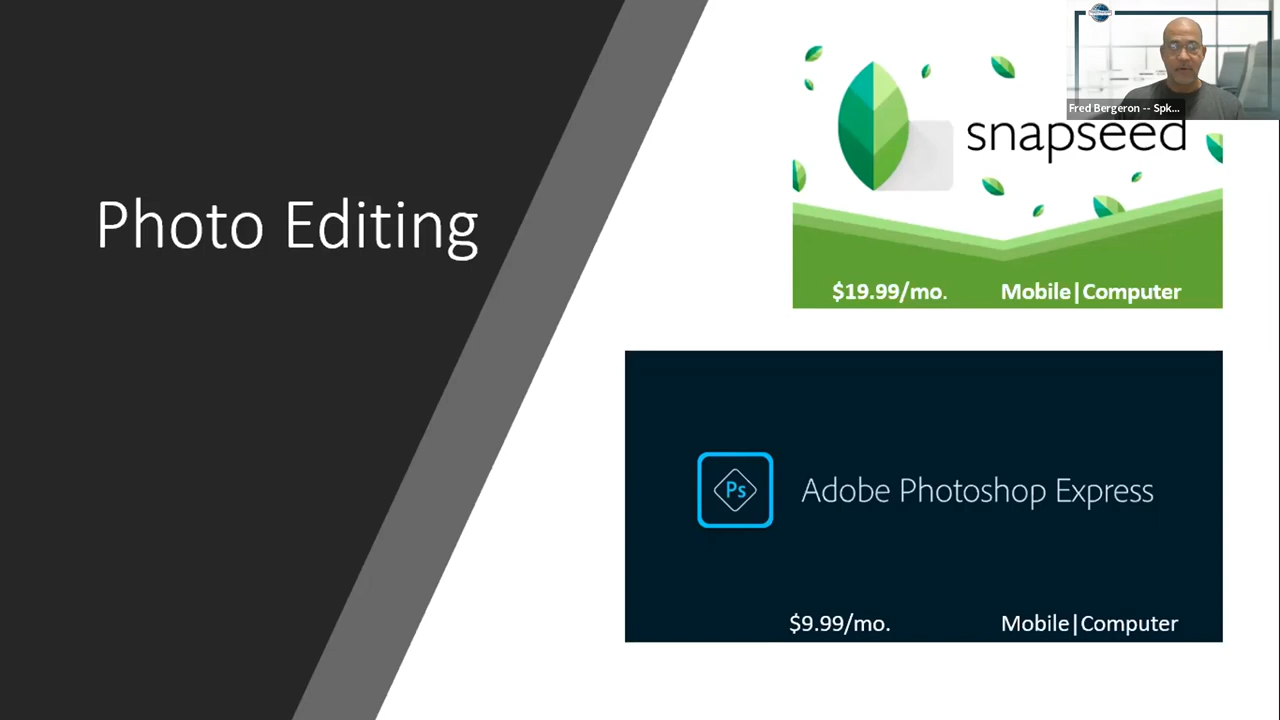 Photo Editing
snapseed
$19.99/mo. Mobile|Computer
Fred Bergeron -- Spk...
Ps
Adobe Photoshop Express
$9.99/mo. Mobile|Computer